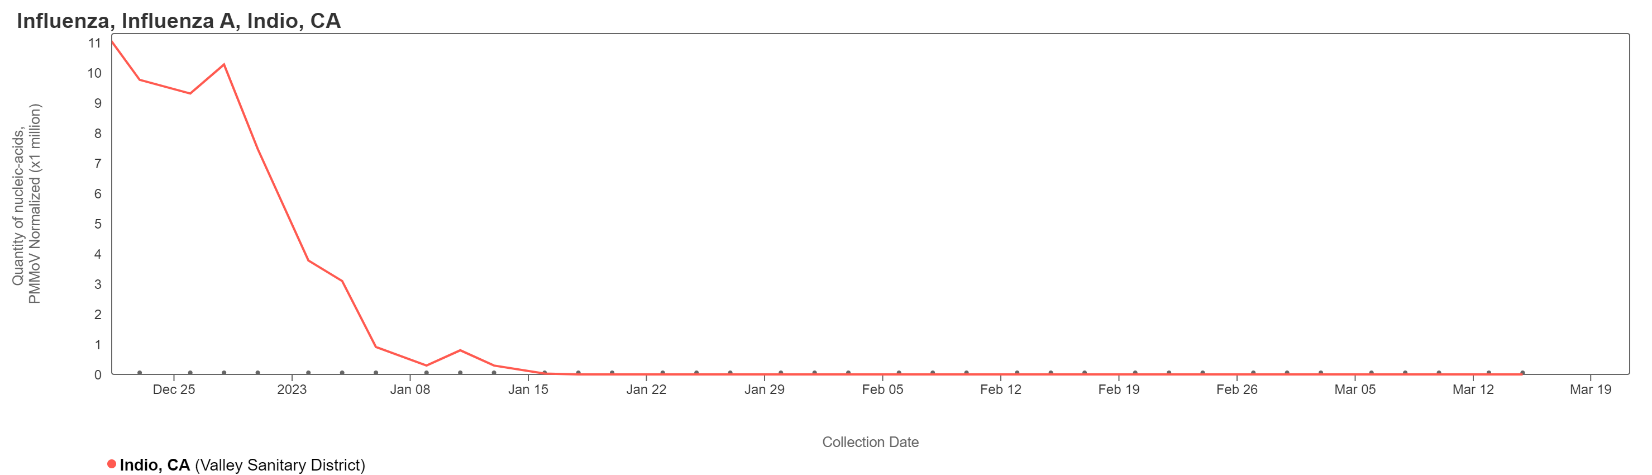 Influenza, Influenza A, Indio, CA
Quantity of nucleic-acids,
PMMoV Normalized (x1 million)
11
10
9
8
7
6
5
4
3
2
1
0
Dec 25 2023 Jan 08 Jan 15 Jan 22 Jan 29 Feb 05 Feb 12 Feb 19 Feb 26 Mar 05 Mar 12 Mar 19
Collection Date
Indio, CA (Valley Sanitary District)